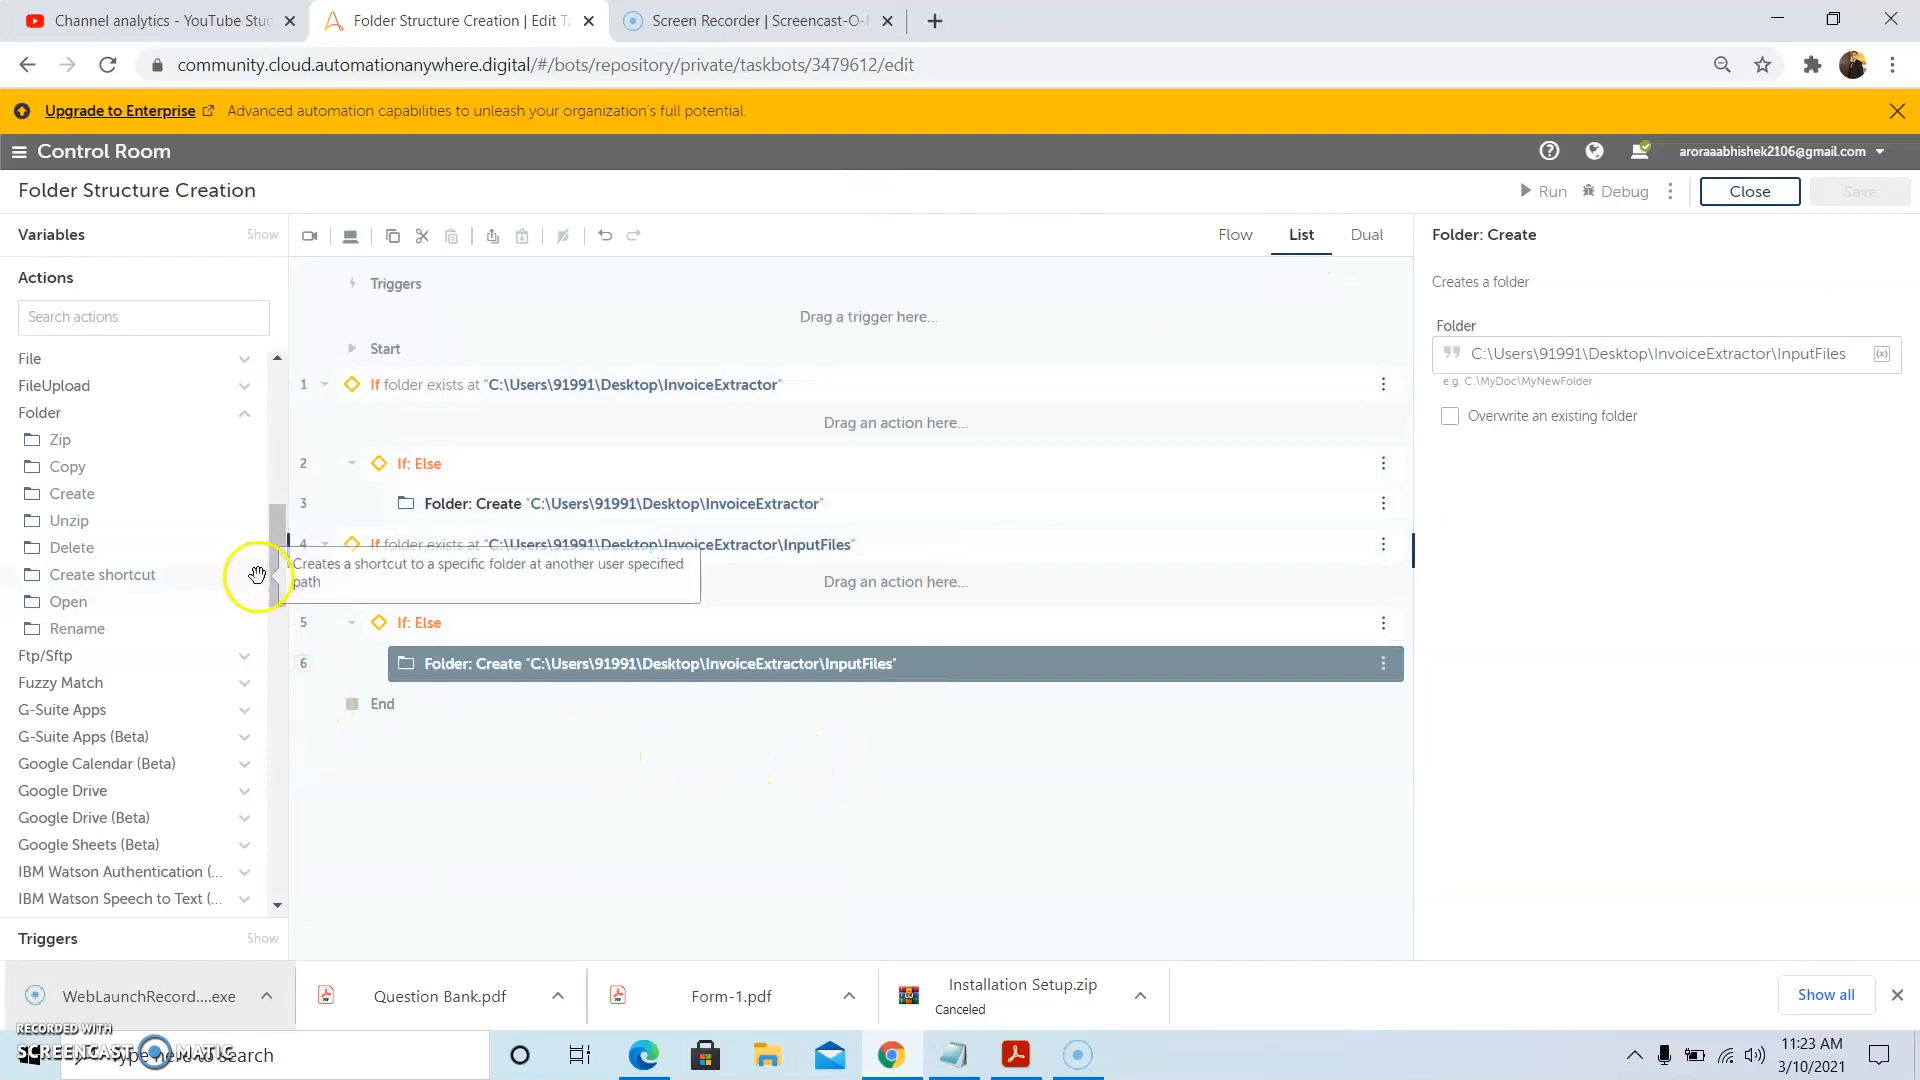 Channel analytics - YouTube Stu
Folder Structure Creation | Edit T
Screen Recorder | Screencast-O-
community.cloud.automationanywhere.digital/#/bots/repository/private/taskbots/3479612/edit
Upgrade to Enterprise
Advanced automation capabilities to unleash your organization's full potential.
Control Room
aroraaabhishek2106@gmail.com
Folder Structure Creation
Run
Debug
Close
Save
Variables
Show
Flow
List
Dual
Folder: Create
Actions
Search actions
File
FileUpload
Folder
Zip
Copy
Create
Unzip
Delete
Create shortcut
Open
Rename
Ftp/Sftp
Fuzzy Match
G-Suite Apps
G-Suite Apps (Beta)
Google Calendar (Beta)
Google Drive
Google Drive (Beta)
Google Sheets (Beta)
IBM Watson Authentication (...
IBM Watson Speech to Text (...
Triggers
Show
Triggers
Drag a trigger here...
Start
1 If folder exists at "C:\Users\91991\Desktop\InvoiceExtractor"
Drag an action here...
2 If: Else
3 Folder: Create "C:\Users\91991\Desktop\InvoiceExtractor"
4 If folder exists at "C:\Users\91991\Desktop\InvoiceExtractor\InputFiles"
Creates a shortcut to a specific folder at another user specified
path
Drag an action here...
5 If: Else
6 Folder: Create "C:\Users\91991\Desktop\InvoiceExtractor\InputFiles"
End
Creates a folder
Folder
C:\Users\91991\Desktop\InvoiceExtractor\InputFiles
(x)
e.g. C:\MyDoc\MyNewFolder
Overwrite an existing folder
WebLaunchRecord....exe
Question Bank.pdf
Form-1.pdf
Installation Setup.zip
Canceled
Show all
RECORDED WITH
SCREENCAST MATIC
Type here to search
11:23 AM
3/10/2021